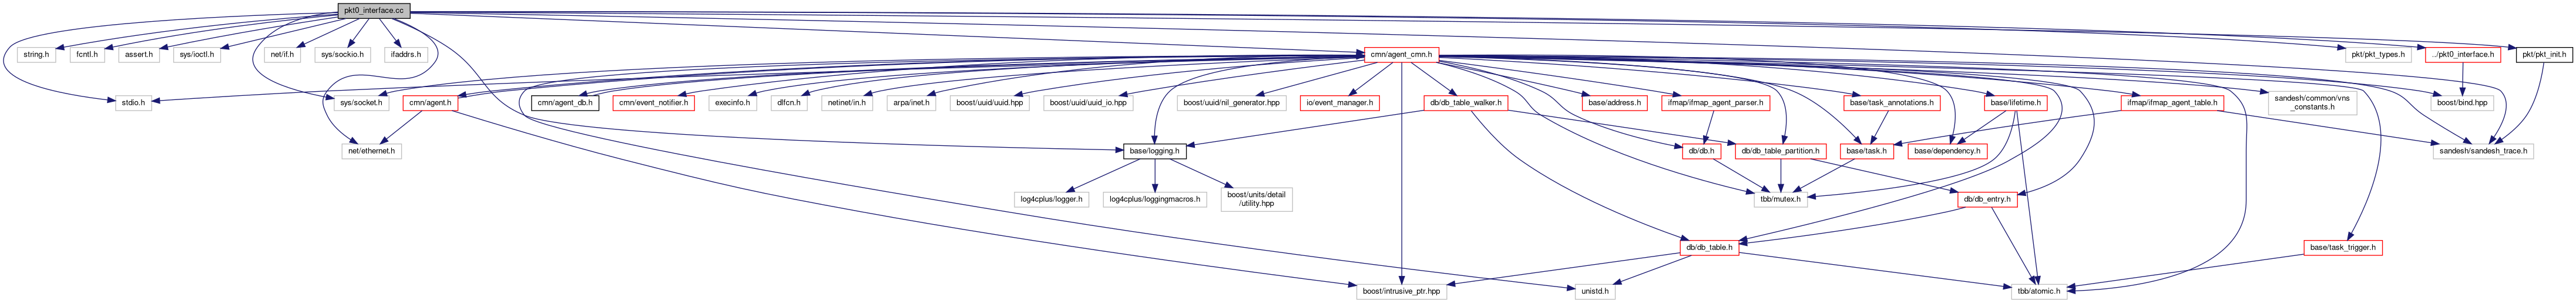 pkt0_interface.cc
string.h
fcntl.h
assert.h
sys/ioctl.h
net/if.h
sys/sockio.h
ifaddrs.h
cmn/agent_cmn.h
pkt/pkt_types.h
../pkt0_interface.h
pkt/pkt_init.h
stdio.h
sys/socket.h
cmn/agent.h
cmn/agent_db.h
cmn/event_notifier.h
execinfo.h
dlfcn.h
netinet/in.h
arpa/inet.h
boost/uuid/uuid.hpp
boost/uuid/uuid_io.hpp
boost/uuid/nil_generator.hpp
io/event_manager.h
db/db_table_walker.h
base/address.h
ifmap/ifmap_agent_parser.h
base/task_annotations.h
base/lifetime.h
ifmap/ifmap_agent_table.h
sandesh/common/vns
_constants.h
boost/bind.hpp
net/ethernet.h
base/logging.h
db/db.h
db/db_table_partition.h
base/task.h
base/dependency.h
sandesh/sandesh_trace.h
log4cplus/logger.h
log4cplus/loggingmacros.h
boost/units/detail
/utility.hpp
tbb/mutex.h
db/db_entry.h
db/db_table.h
base/task_trigger.h
boost/intrusive_ptr.hpp
unistd.h
tbb/atomic.h